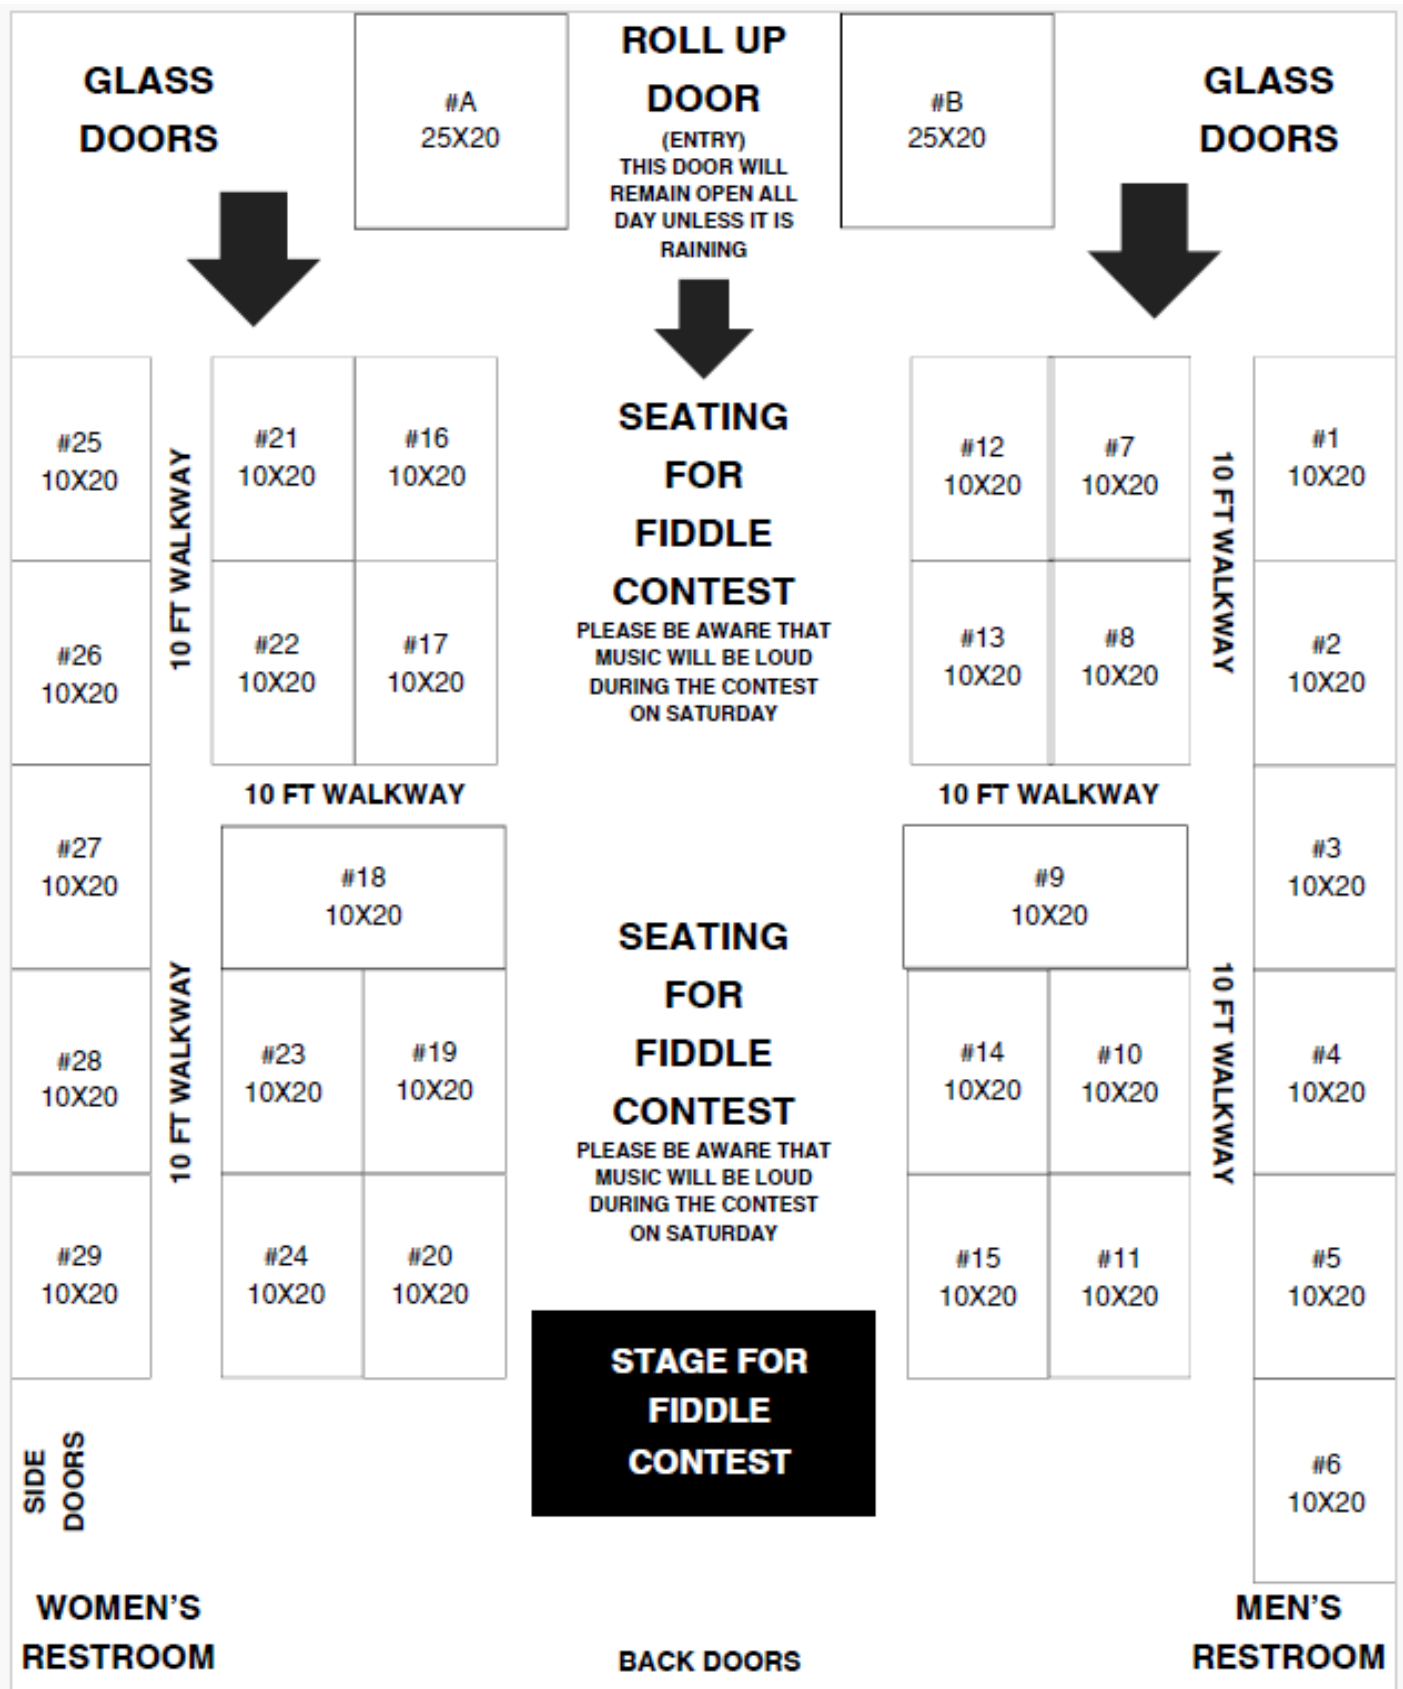 GLASS
DOORS
#A
25X20
ROLL UP
DOOR
(ENTRY)
THIS DOOR WILL
REMAIN OPEN ALL
DAY UNLESS IT IS
RAINING
#B
25X20
GLASS
DOORS
#25
10X20
#26
10X20
#27
10X20
#28
10X20
#29
10X20
10 FT WALKWAY
10 FT WALKWAY
#21
10X20
#16
10X20
#22
10X20
#17
10X20
10 FT WALKWAY
#18
10X20
#23
10X20
#19
10X20
#24
10X20
#20
10X20
SEATING
FOR
FIDDLE
CONTEST
PLEASE BE AWARE THAT
MUSIC WILL BE LOUD
DURING THE CONTEST
ON SATURDAY
SEATING
FOR
FIDDLE
CONTEST
PLEASE BE AWARE THAT
MUSIC WILL BE LOUD
DURING THE CONTEST
ON SATURDAY
STAGE FOR
FIDDLE
CONTEST
#12
10X20
#7
10X20
#13
10X20
#8
10X20
10 FT WALKWAY
#9
10X20
#14
10X20
#10
10X20
#15
10X20
#11
10X20
10 FT WALKWAY
10 FT WALKWAY
#1
10X20
#2
10X20
#3
10X20
#4
10X20
#5
10X20
#6
10X20
SIDE
DOORS
WOMEN'S
RESTROOM
BACK DOORS
MEN'S
RESTROOM